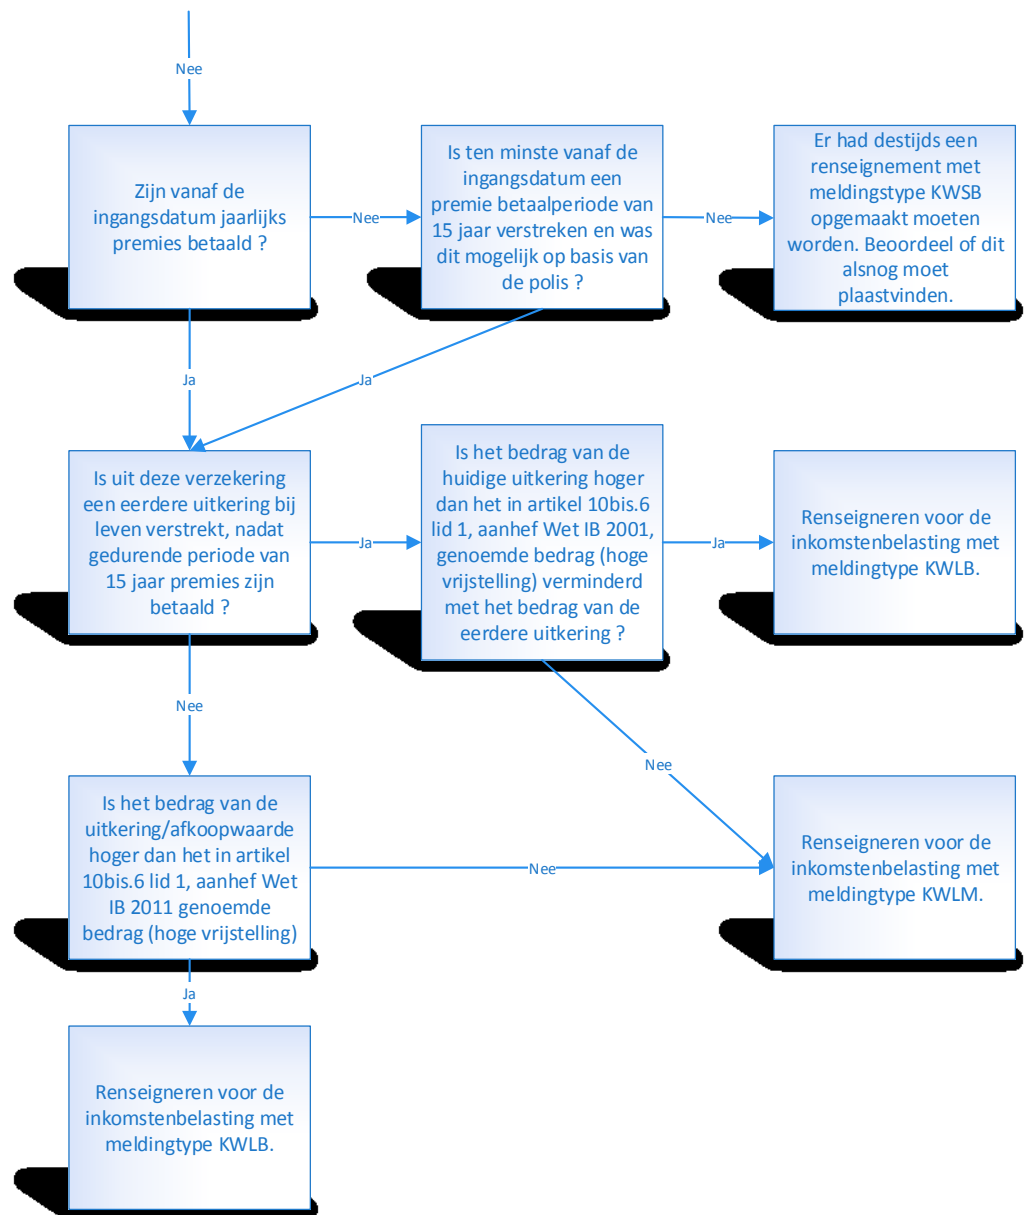 Nee
Zijn vanaf de
ingangsdatum jaarlijks
premies betaald ?
Nee
Is ten minste vanaf de
ingangsdatum een
premie betaalperiode van
15 jaar verstreken en was
dit mogelijk op basis van
de polis ?
Nee
Er had destijds een
renseignement met
meldingstype KWSB
opgemaakt moeten
worden. Beoordeel of dit
alsnog moet
plaastvinden.
Ja
Ja
Is uit deze verzekering
een eerdere uitkering bij
leven verstrekt, nadat
gedurende periode van
15 jaar premies zijn
betaald ?
Ja
Is het bedrag van de
huidige uitkering hoger
dan het in artikel 10bis.6
lid 1, aanhef Wet IB 2001,
genoemde bedrag (hoge
vrijstelling) verminderd
met het bedrag van de
eerdere uitkering ?
Ja
Renseigneren voor de
inkomstenbelasting met
meldingtype KWLB.
Nee
Nee
Is het bedrag van de
uitkering/afkoopwaarde
hoger dan het in artikel
10bis.6 lid 1, aanhef Wet
IB 2011 genoemde
bedrag (hoge vrijstelling)
Nee
Renseigneren voor de
inkomstenbelasting met
meldingtype KWLM.
Ja
Renseigneren voor de
inkomstenbelasting met
meldingtype KWLB.